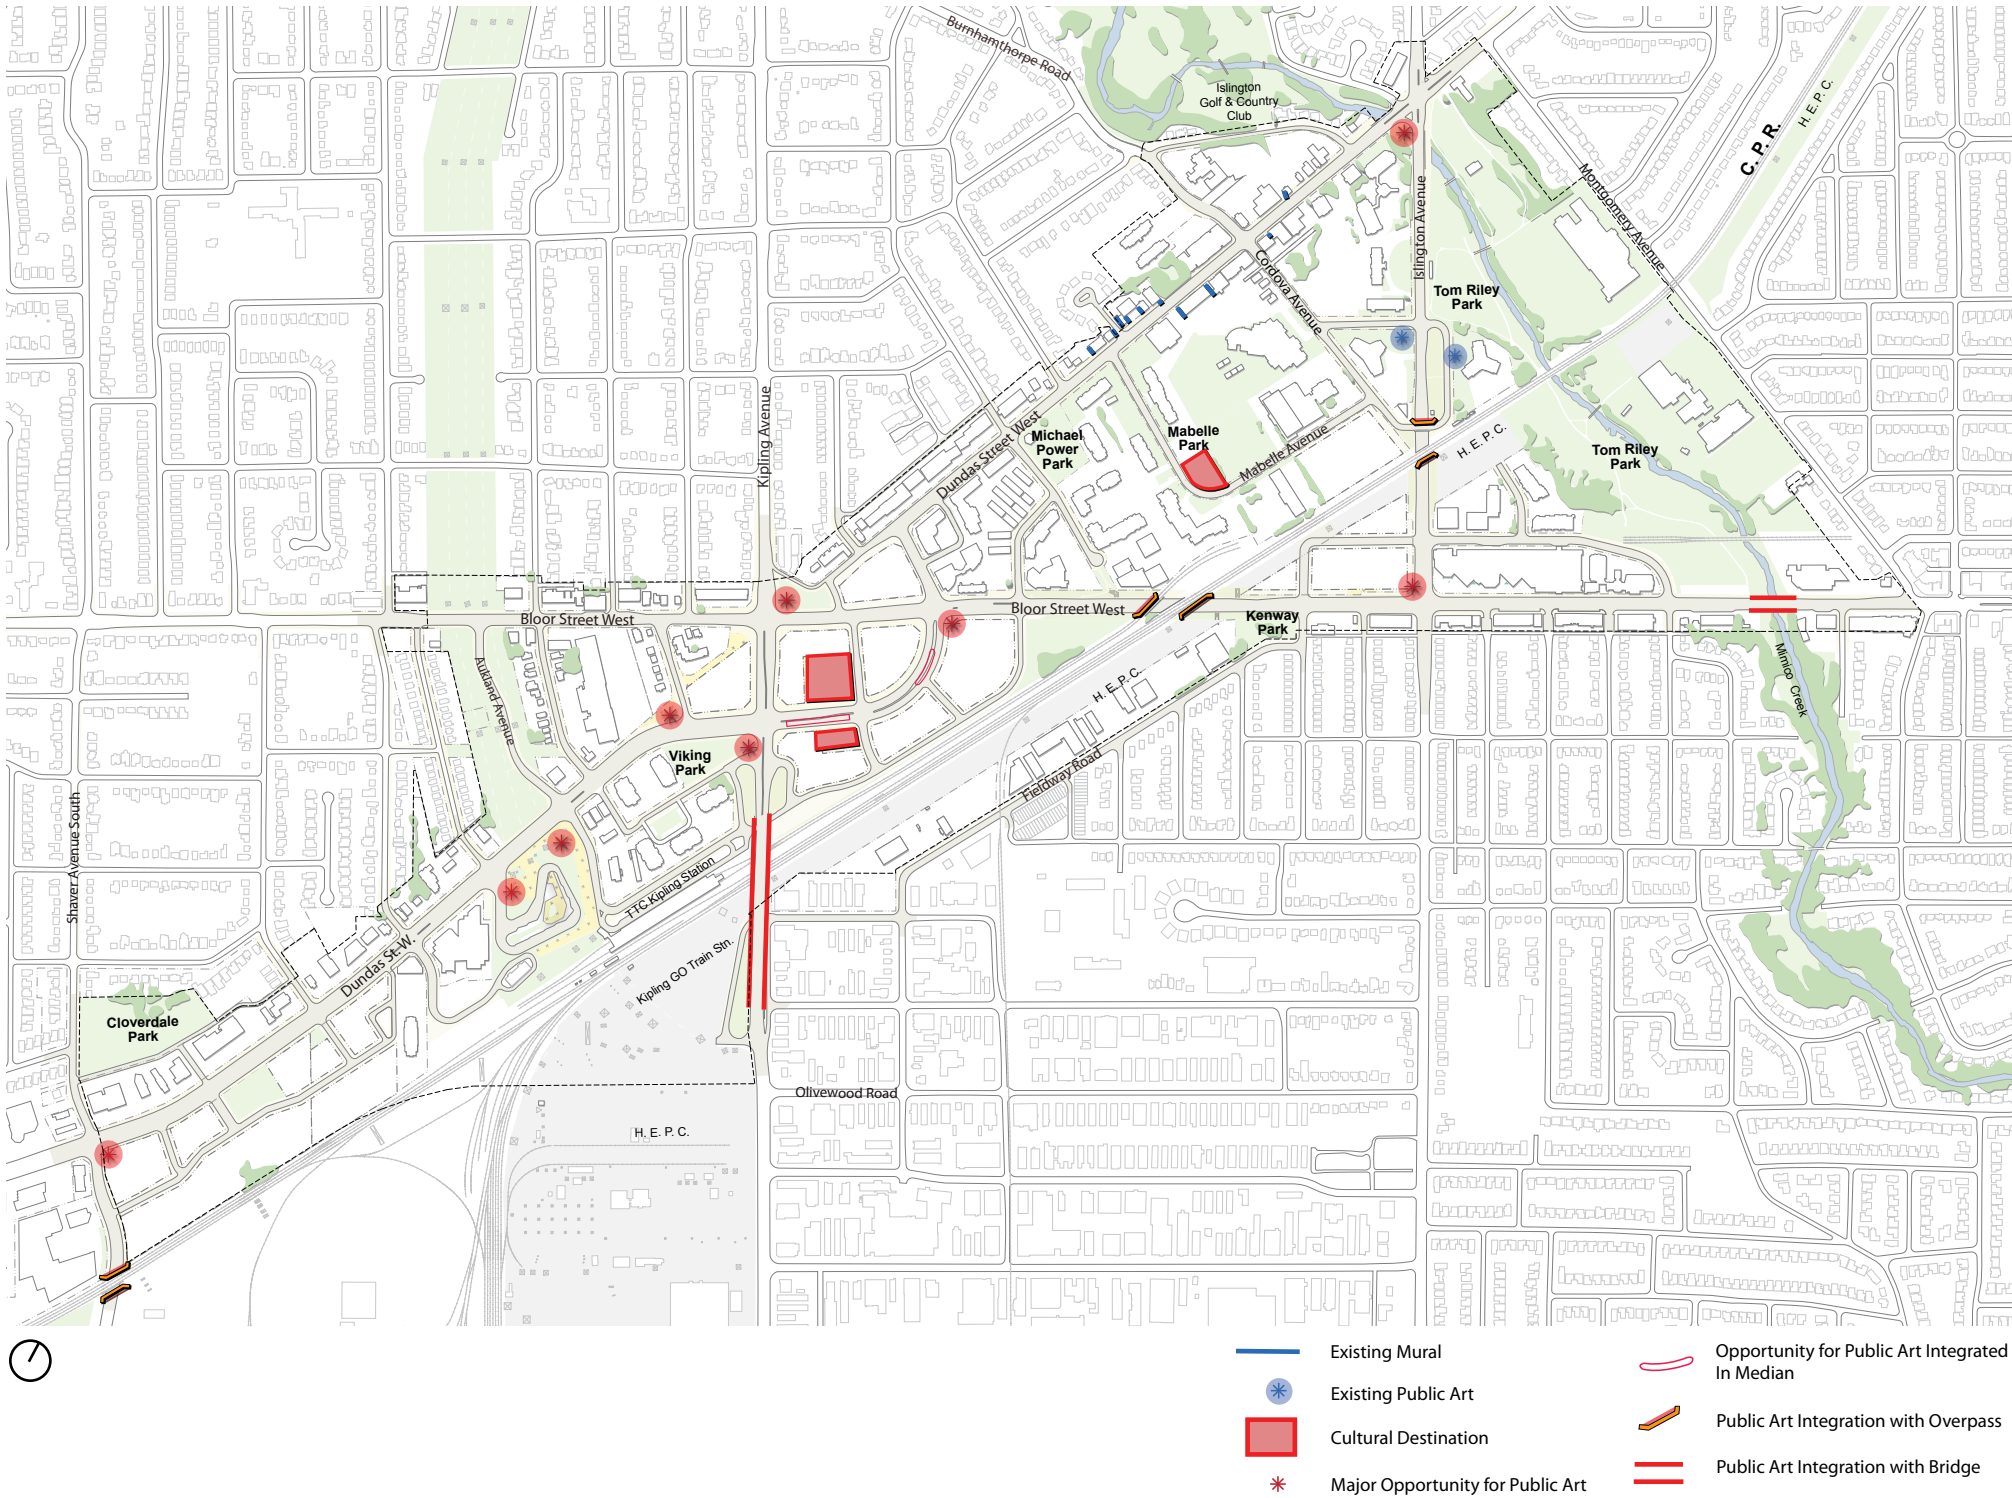 Burnhamthorpe Road
Islington
Golf & Country
Club
C. P. R.
H. E. P. C.
Montgomery Avenue
Islington Avenue
Cordova Avenue
Tom Riley
Park
Kipling Avenue
Dundas Street West
Michael
Power
Park
Mabelle
Park
Mabelle Avenue
H. E. P. C.
Tom Riley
Park
Bloor Street West
Bloor Street West
Kenway
Park
Aukland Avenue
Mimico Creek
H. E. P. C.
Viking
Park
Fieldway Road
Shaver Avenue South
TTC Kipling Station
Dundas St. W.
Kipling GO Train Stn.
Cloverdale
Park
Olivewood Road
H. E. P. C.
Existing Mural
Existing Public Art
Cultural Destination
Major Opportunity for Public Art
Opportunity for Public Art Integrated
In Median
Public Art Integration with Overpass
Public Art Integration with Bridge